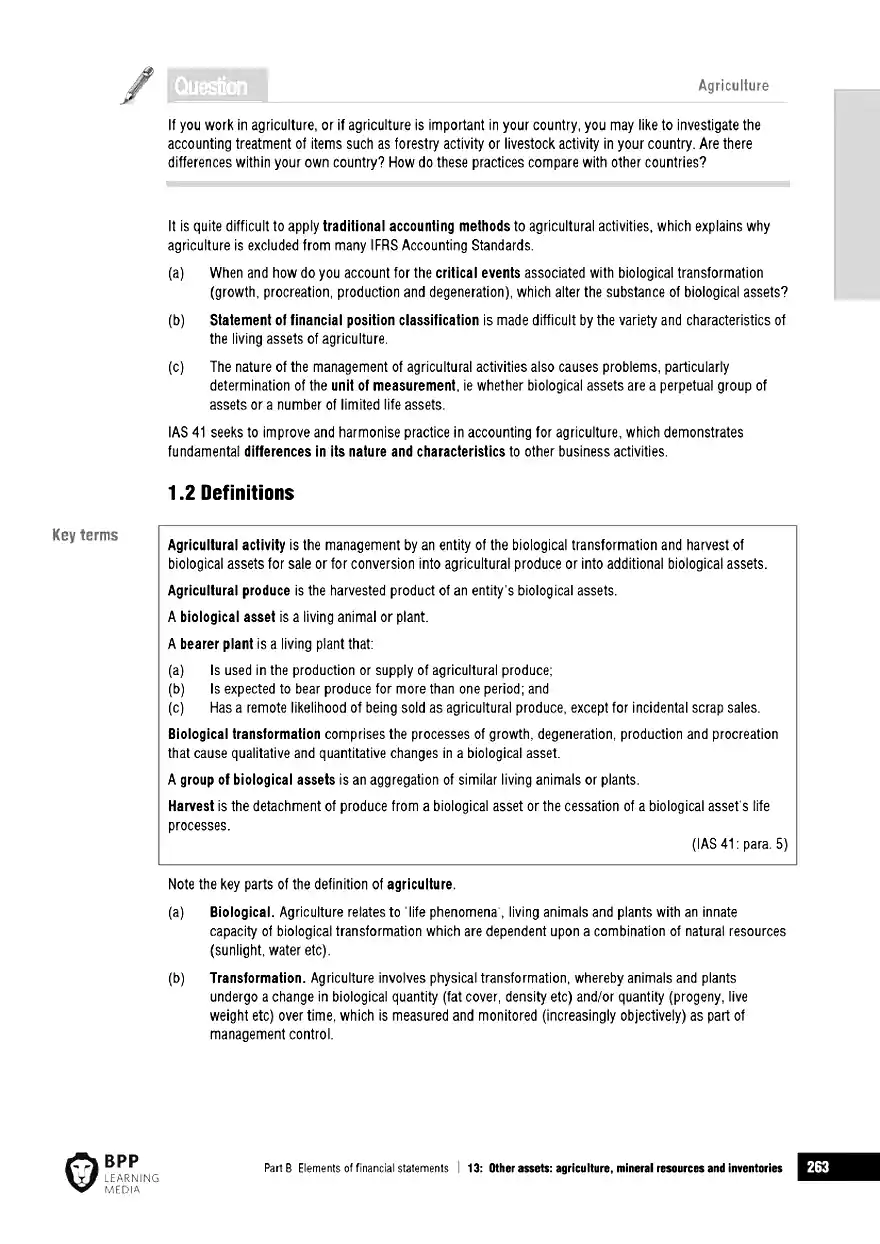 Question
Agriculture
If you work in agriculture, or if agriculture is important in your country, you may like to investigate the
accounting treatment of items such as forestry activity or livestock activity in your country. Are there
differences within your own country? How do these practices compare with other countries?
It is quite difficult to apply traditional accounting methods to agricultural activities, which explains why
agriculture is excluded from many IFRS Accounting Standards.
(a) When and how do you account for the critical events associated with biological transformation
(growth, procreation, production and degeneration), which alter the substance of biological assets?
(b) Statement of financial position classification is made difficult by the variety and characteristics of
the living assets of agriculture.
(c) The nature of the management of agricultural activities also causes problems, particularly
determination of the unit of measurement, ie whether biological assets are a perpetual group of
assets or a number of limited life assets.
IAS 41 seeks to improve and harmonise practice in accounting for agriculture, which demonstrates
fundamental differences in its nature and characteristics to other business activities.
1.2 Definitions
Key terms
Agricultural activity is the management by an entity of the biological transformation and harvest of
biological assets for sale or for conversion into agricultural produce or into additional biological assets.
Agricultural produce is the harvested product of an entity's biological assets.
A biological asset is a living animal or plant.
A bearer plant is a living plant that:
(a) Is used in the production or supply of agricultural produce;
(b) Is expected to bear produce for more than one period; and
(c) Has a remote likelihood of being sold as agricultural produce, except for incidental scrap sales.
Biological transformation comprises the processes of growth, degeneration, production and procreation
that cause qualitative and quantitative changes in a biological asset.
A group of biological assets is an aggregation of similar living animals or plants.
Harvest is the detachment of produce from a biological asset or the cessation of a biological asset's life
processes.
(IAS 41: para. 5)
Note the key parts of the definition of agriculture.
(a) Biological. Agriculture relates to 'life phenomena', living animals and plants with an innate
capacity of biological transformation which are dependent upon a combination of natural resources
(sunlight, water etc).
(b) Transformation. Agriculture involves physical transformation, whereby animals and plants
undergo a change in biological quantity (fat cover, density etc) and/or quantity (progeny, live
weight etc) over time, which is measured and monitored (increasingly objectively) as part of
management control.
BPP
LEARNING
MEDIA
Part B Elements of financial statements | 13: Other assets: agriculture, mineral resources and inventories 263